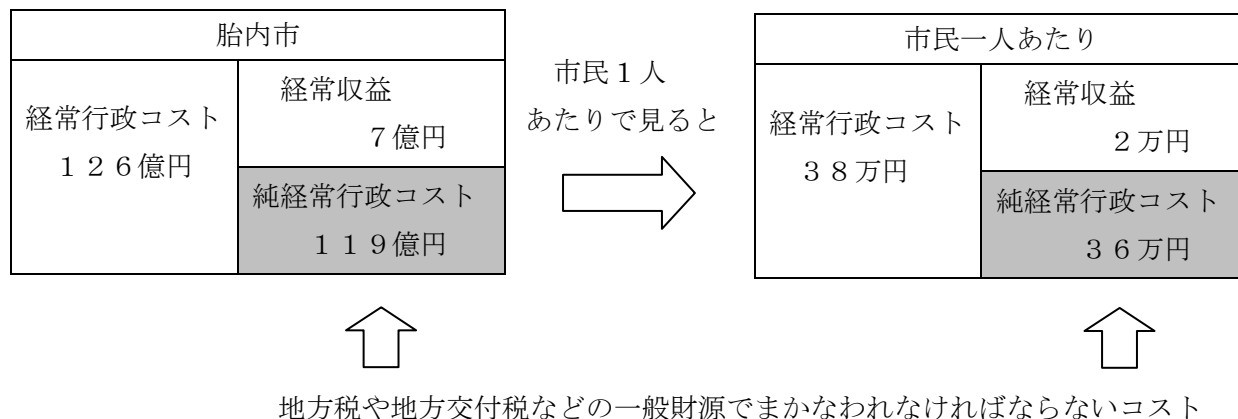 胎内市
経常行政コスト
１２６億円
経常収益
７億円
純経常行政コスト
１１９億円
市民１人
あたりで見ると
市民一人あたり
経常行政コスト
３８万円
経常収益
２万円
純経常行政コスト
３６万円
地方税や地方交付税などの一般財源でまかなわれなければならないコスト